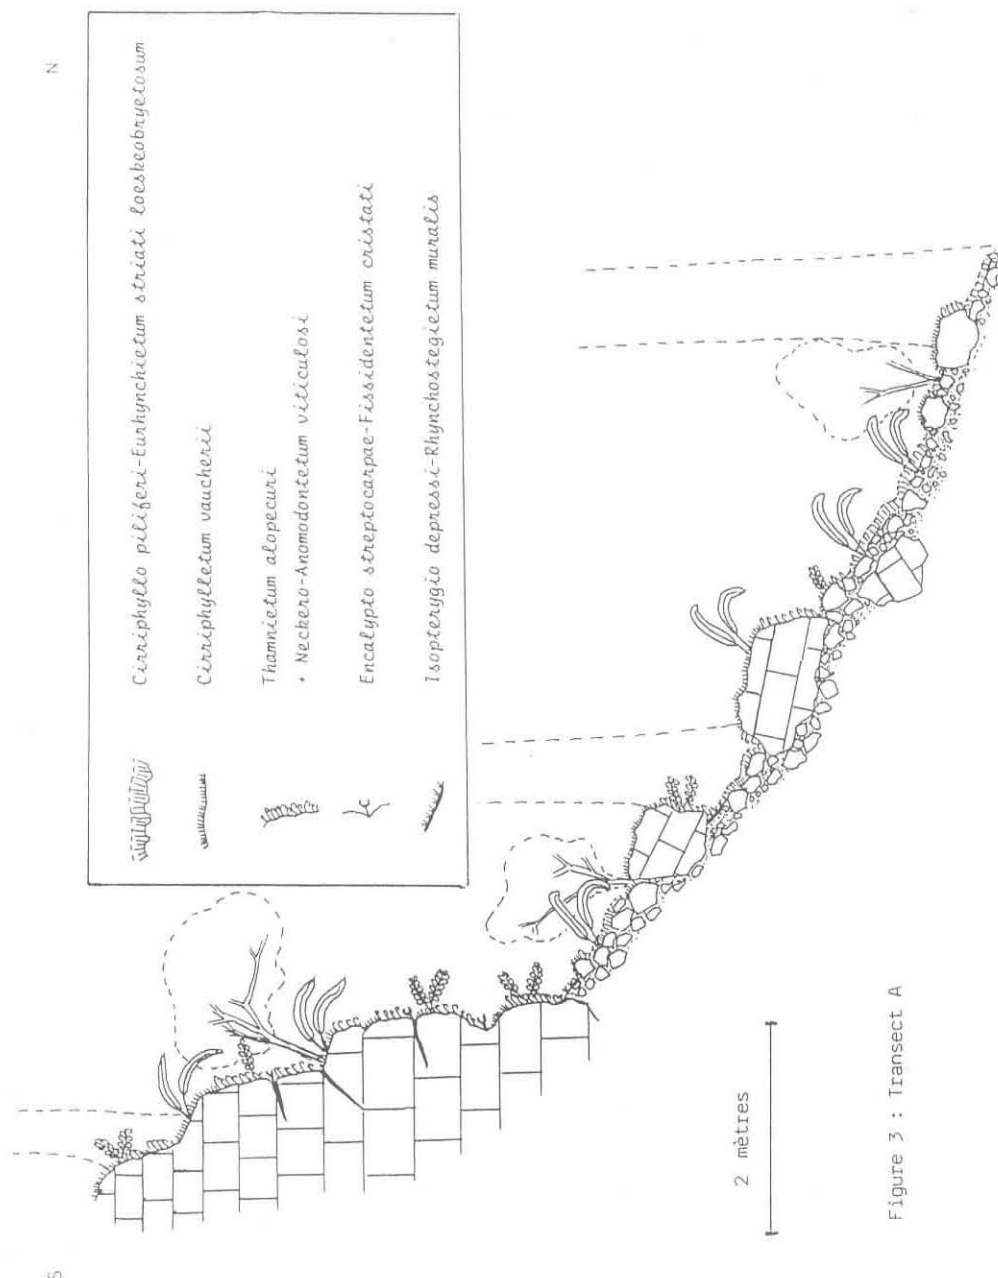 S
N
Cirriphyllo piliferi-Eurhynchietum striati loeskeobryetosum
Cirriphylletum vaucherii
Thamnietum alopecuri
• Neckero-Anomodontetum viticulosi
Encalypto streptocarpae-Fissidentetum cristati
Isopterygio depressi-Rhynchostegietum muralis
2 mètres
Figure 3 : Transect A